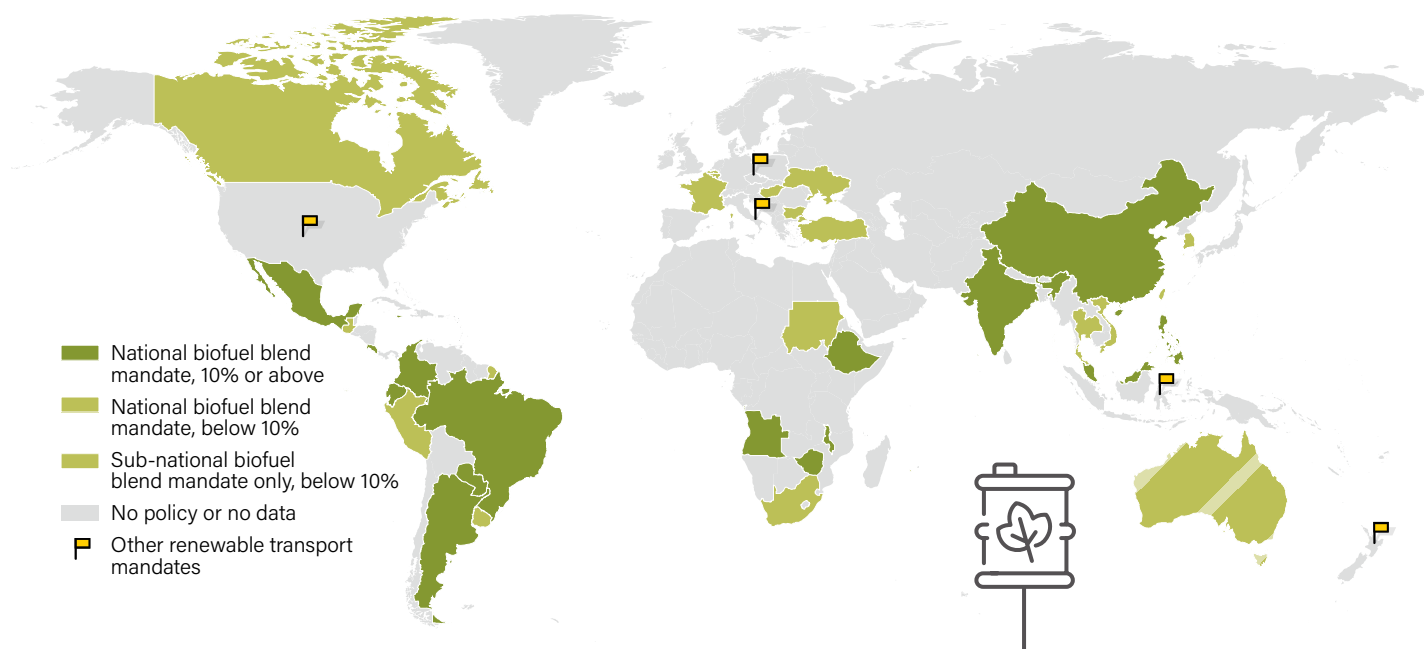 National biofuel blend
mandate, 10% or above
National biofuel blend
mandate, below 10%
Sub-national biofuel
blend mandate only, below 10%
No policy or no data
Other renewable transport
mandates